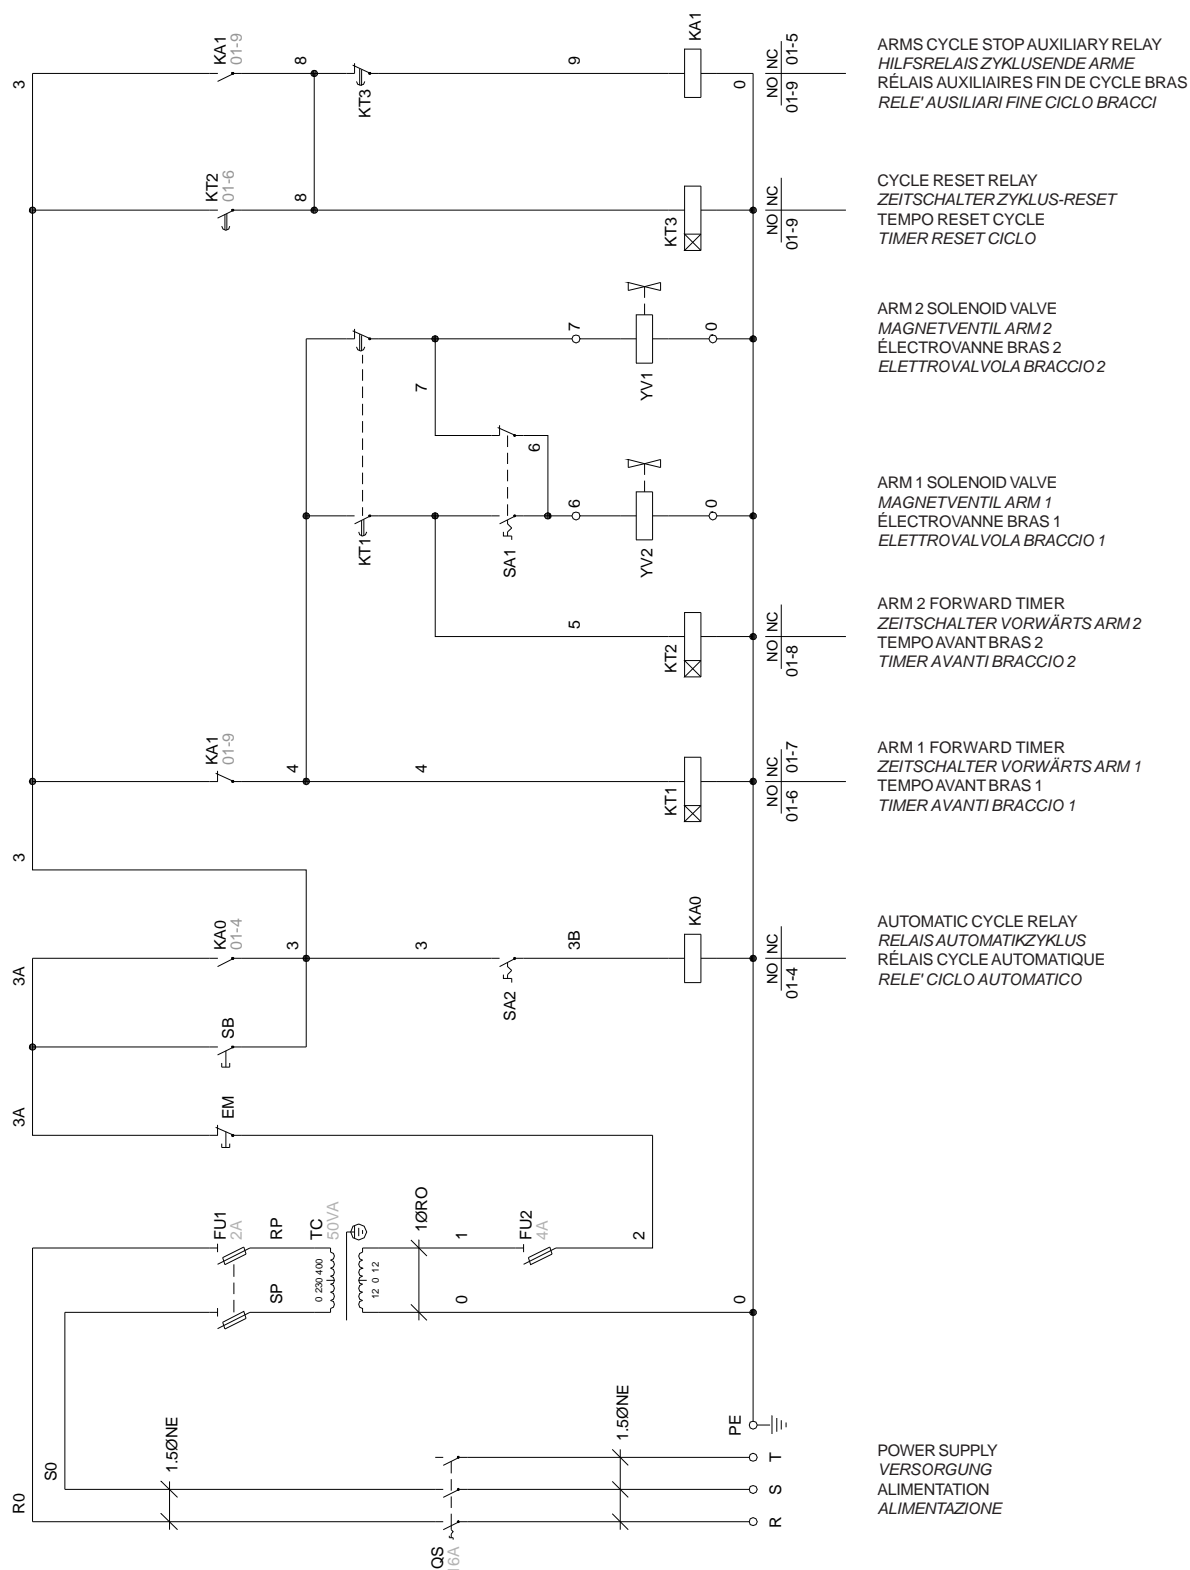 3
KA1
01-9
8
KT3
9
KA1
0
NO NC
01-9 01-5
ARMS CYCLE STOP AUXILIARY RELAY
HILFSRELAIS ZYKLUSENDE ARME
RÉLAIS AUXILIAIRES FIN DE CYCLE BRAS
RELE' AUSILIARI FINE CICLO BRACCI
KT2
01-6
8
KT3
NO NC
01-9
CYCLE RESET RELAY
ZEITSCHALTER ZYKLUS-RESET
TEMPO RESET CYCLE
TIMER RESET CICLO
7
7
YV1
0
ARM 2 SOLENOID VALVE
MAGNETVENTIL ARM 2
ÉLECTROVANNE BRAS 2
ELETTROVALVOLA BRACCIO 2
KT1
SA1
6
6
YV2
0
ARM 1 SOLENOID VALVE
MAGNETVENTIL ARM 1
ÉLECTROVANNE BRAS 1
ELETTROVALVOLA BRACCIO 1
5
KT2
NO NC
01-8
ARM 2 FORWARD TIMER
ZEITSCHALTER VORWÄRTS ARM 2
TEMPO AVANT BRAS 2
TIMER AVANTI BRACCIO 2
KA1
01-9
4
4
KT1
NO NC
01-6 01-7
ARM 1 FORWARD TIMER
ZEITSCHALTER VORWÄRTS ARM 1
TEMPO AVANT BRAS 1
TIMER AVANTI BRACCIO 1
3
3A
KA0
01-4
3
3
SA2
3B
KA0
NO NC
01-4
AUTOMATIC CYCLE RELAY
RELAIS AUTOMATIKZYKLUS
RÉLAIS CYCLE AUTOMATIQUE
RELE' CICLO AUTOMATICO
SB
3A
EM
FU1
2A
RP
SP
TC
50VA
0 230 400
12 0 12
1ØRO
1
0
FU2
4A
2
0
R0
S0
1.5ØNE
QS
16A
1.5ØNE
PE
T
S
R
POWER SUPPLY
VERSORGUNG
ALIMENTATION
ALIMENTAZIONE